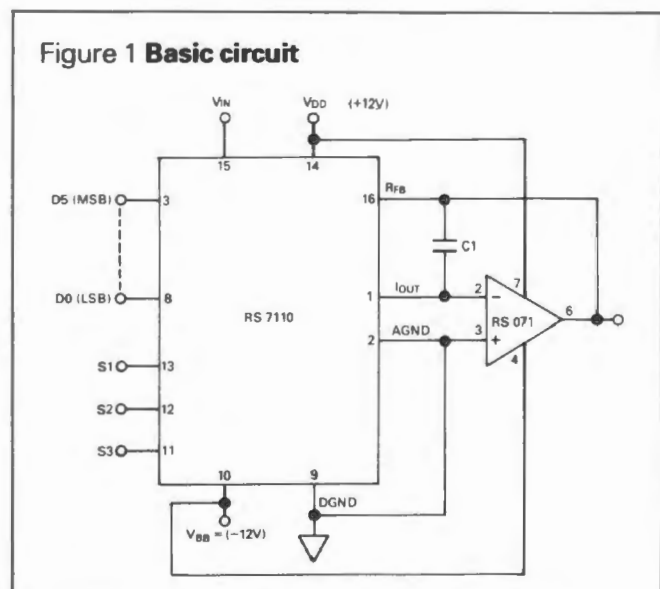 Figure 1 Basic circuit
VIN
VDD (+12V)
15
14
D5 (MSB)
3
16
RFB
C1
7
D0 (LSB)
8
RS 7110
1
IOUT
2
−
RS 071
6
2
AGND
3
+
4
S1
13
S2
12
S3
11
10
9
DGND
VBB = (−12V)